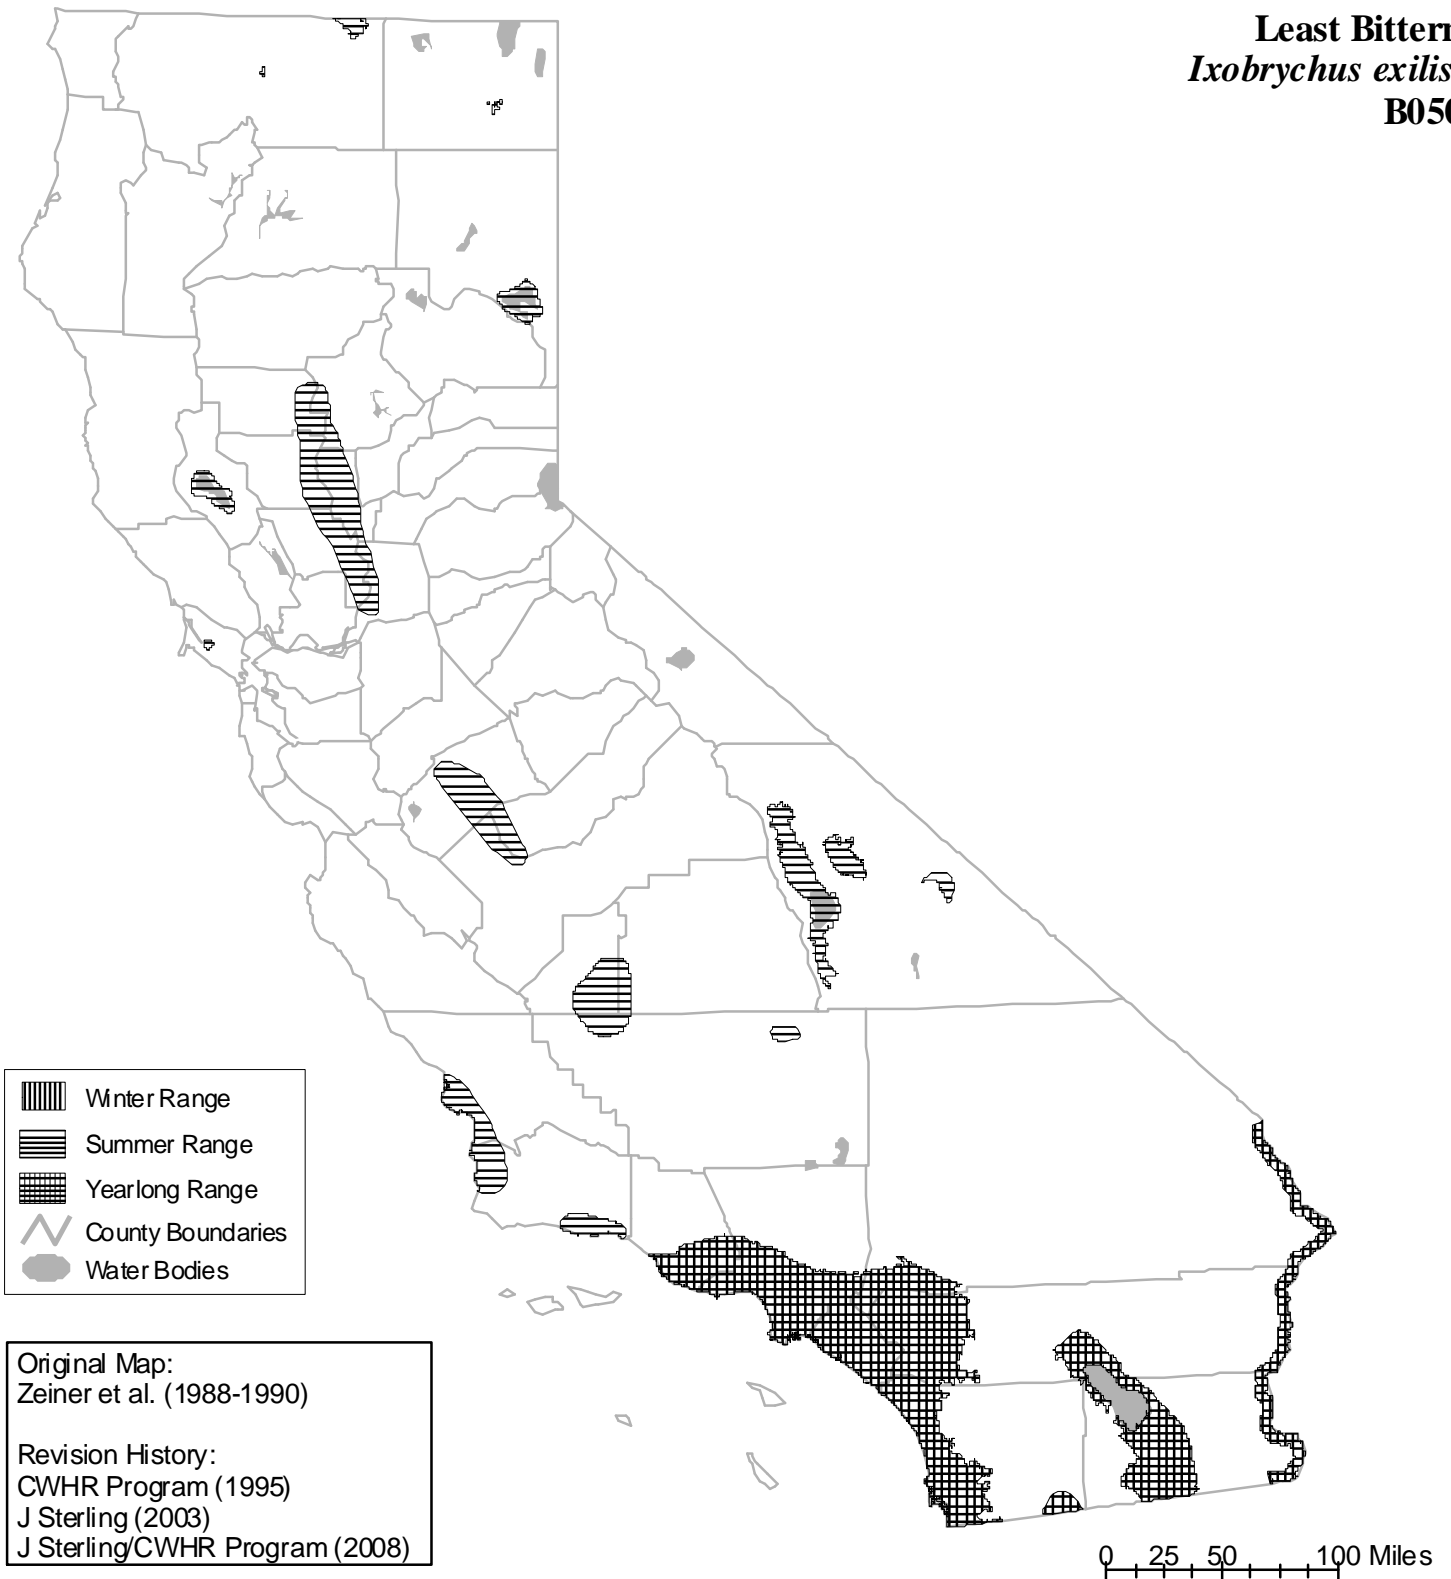 Least Bittern
Ixobrychus exilis
B050
Winter Range
Summer Range
Yearlong Range
County Boundaries
Water Bodies
Original Map:
Zeiner et al. (1988-1990)
Revision History:
CWHR Program (1995)
J Sterling (2003)
J Sterling/CWHR Program (2008)
0 25 50 100 Miles